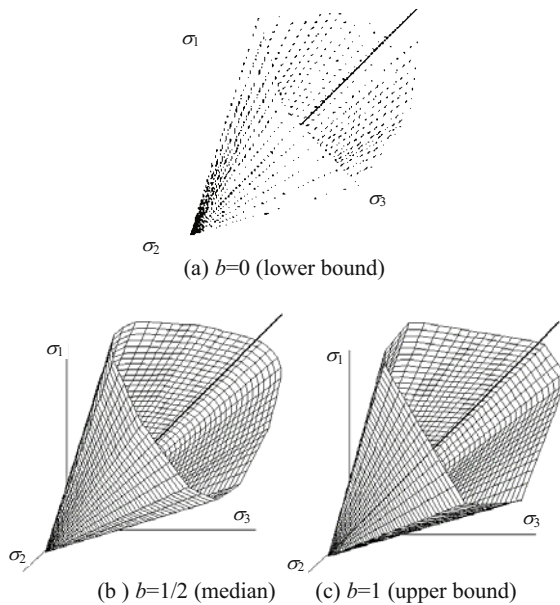 σ1
σ3
σ2
(a) b=0 (lower bound)
σ1
σ3
σ2
(b ) b=1/2 (median)
σ1
σ3
σ2
(c) b=1 (upper bound)